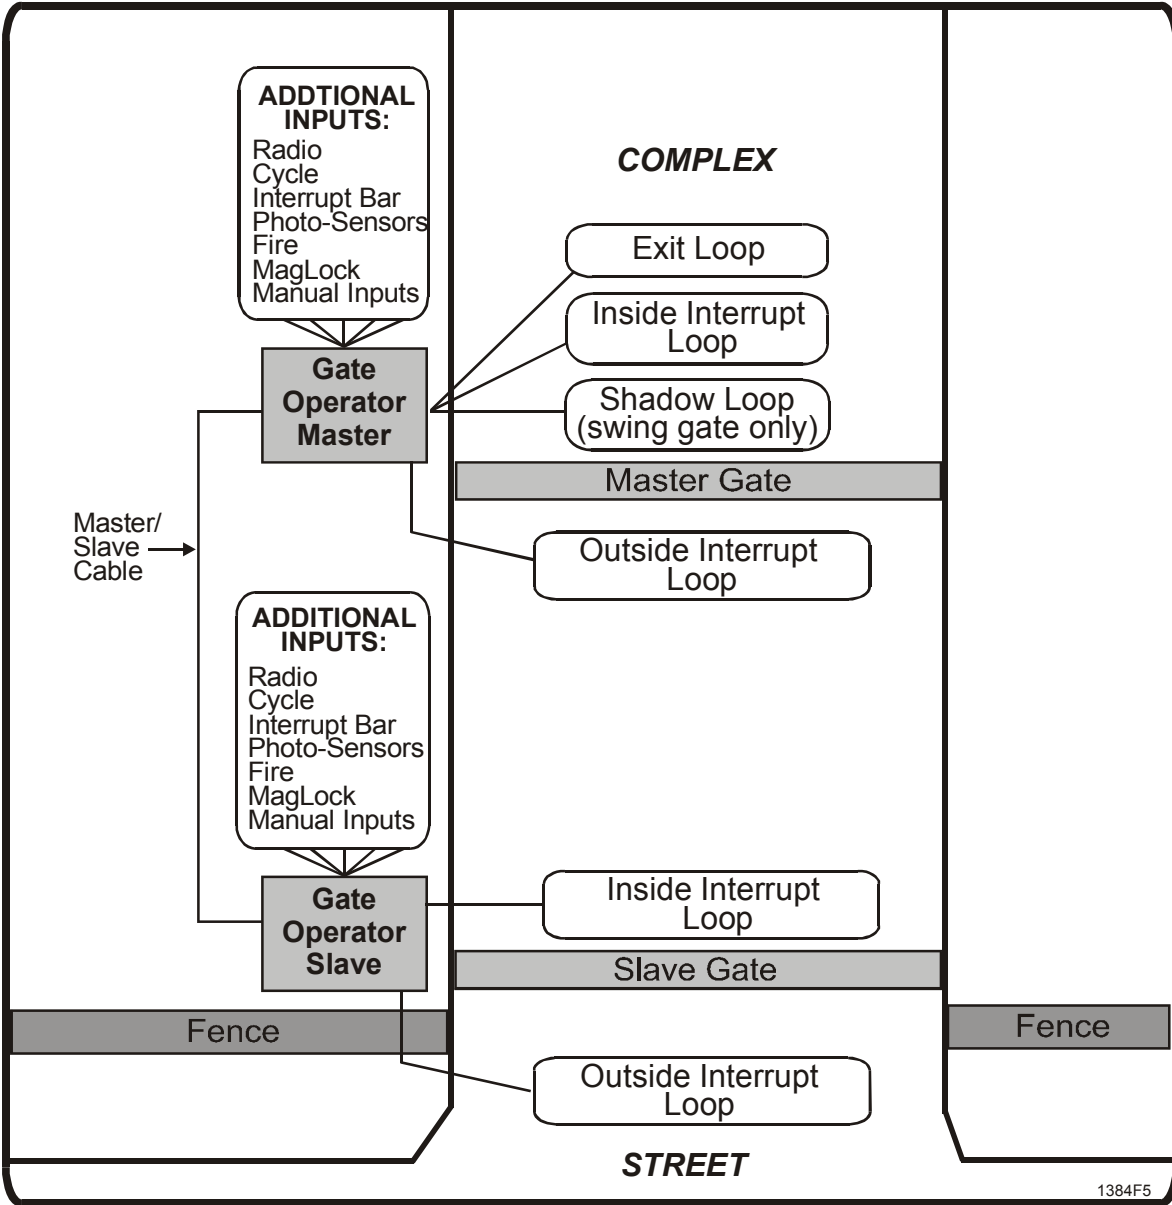 ADDTIONAL
INPUTS:
Radio
Cycle
Interrupt Bar
Photo-Sensors
Fire
MagLock
Manual Inputs
COMPLEX
Exit Loop
Inside Interrupt
Loop
Shadow Loop
(swing gate only)
Gate
Operator
Master
Master Gate
Master/
Slave
Cable
Outside Interrupt
Loop
ADDITIONAL
INPUTS:
Radio
Cycle
Interrupt Bar
Photo-Sensors
Fire
MagLock
Manual Inputs
Gate
Operator
Slave
Inside Interrupt
Loop
Slave Gate
Fence
Fence
Outside Interrupt
Loop
STREET
1384F5